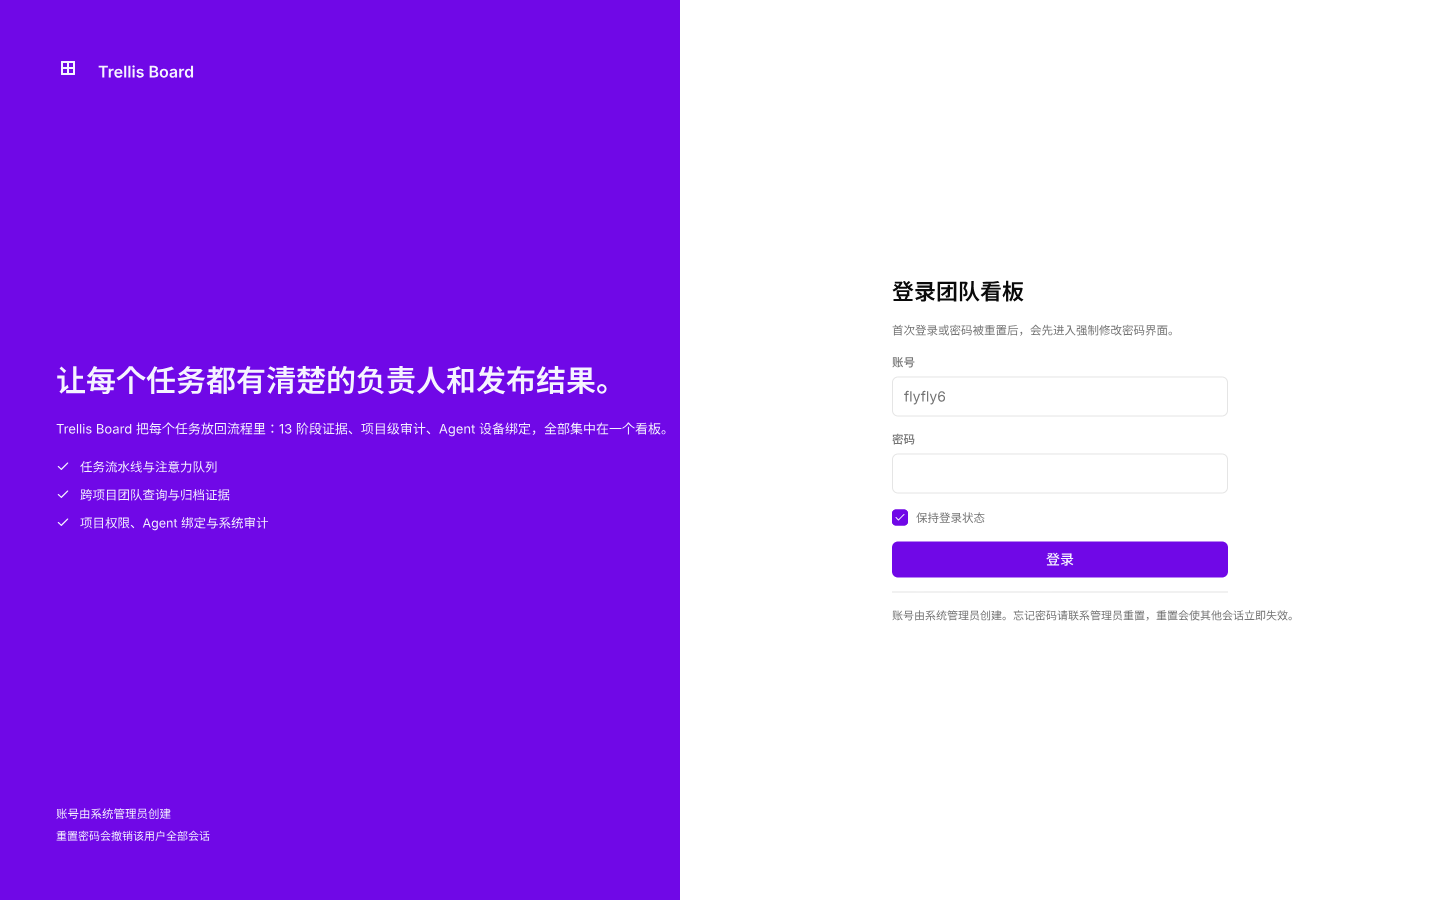 Trellis Board
让每个任务都有清楚的负责人和发布结果。
Trellis Board 把每个任务放回流程里：13 阶段证据、项目级审计、Agent 设备绑定，全部集中在一个看板。
任务流水线与注意力队列
跨项目团队查询与归档证据
项目权限、Agent 绑定与系统审计
账号由系统管理员创建
重置密码会撤销该用户全部会话
登录团队看板
首次登录或密码被重置后，会先进入强制修改密码界面。
账号
flyfly6
密码
保持登录状态
登录
账号由系统管理员创建。忘记密码请联系管理员重置，重置会使其他会话立即失效。